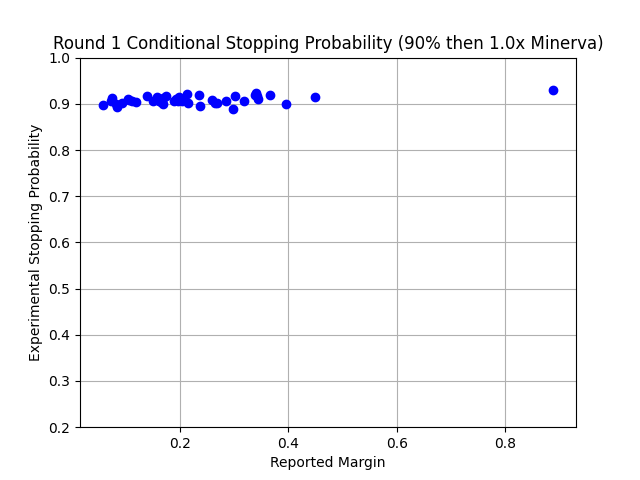 Round 1 Conditional Stopping Probability (90% then 1.0x Minerva)
1.0
0.9
0.8
0.7
0.6
0.5
0.4
0.3
0.2
Experimental Stopping Probability
0.2 0.4 0.6 0.8
Reported Margin